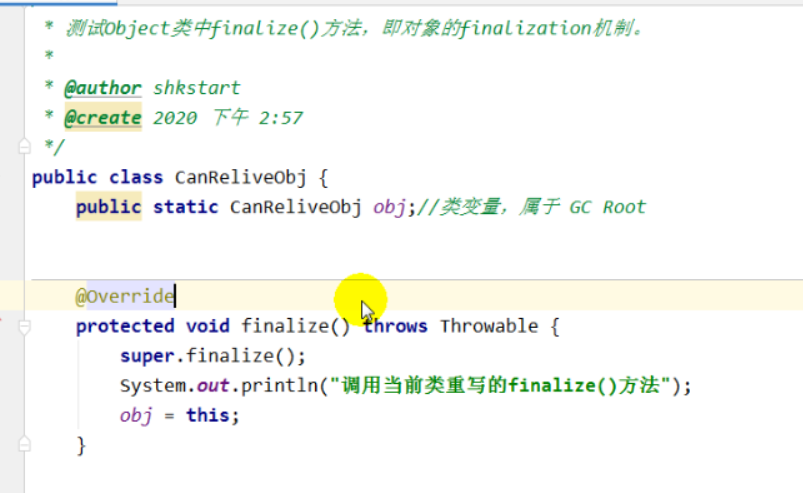 * 测试Object类中finalize()方法，即对象的finalization机制。
*
* @author shkstart
* @create 2020 下午 2:57
*/
public class CanReliveObj {
public static CanReliveObj obj;//类变量，属于 GC Root
@Override
protected void finalize() throws Throwable {
super.finalize();
System.out.println("调用当前类重写的finalize()方法");
obj = this;
}